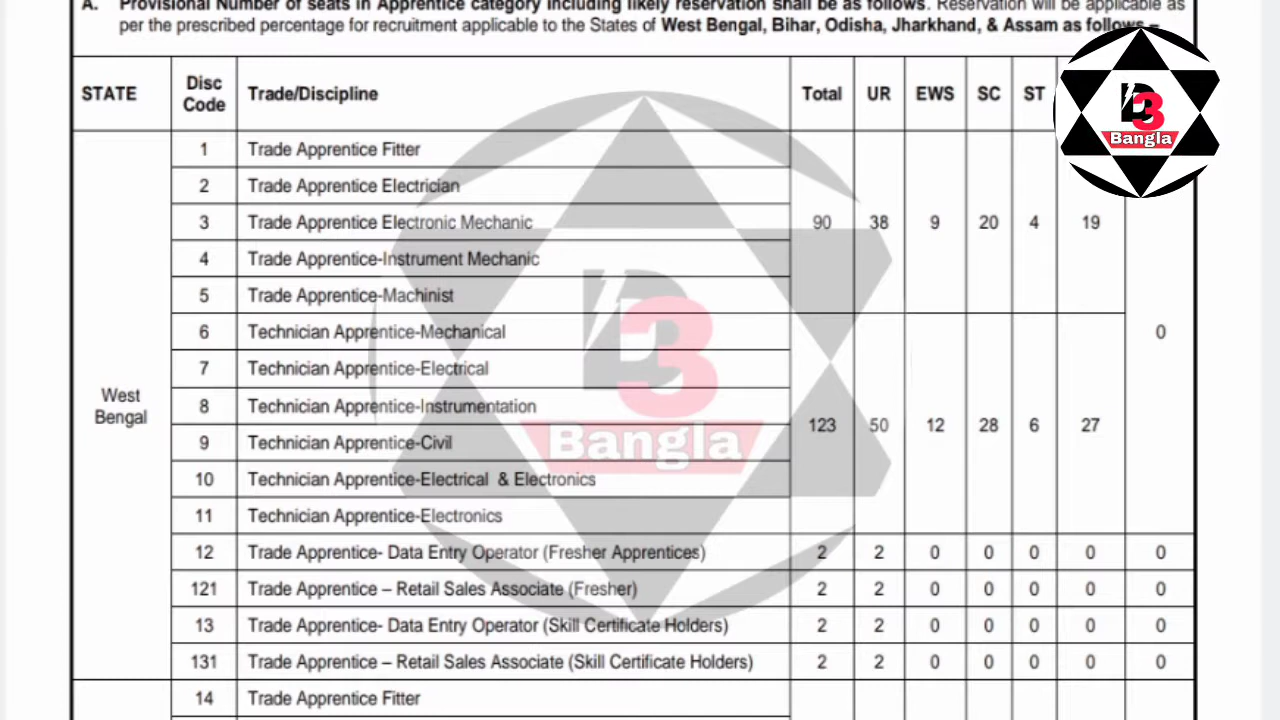 A. Provisional Number of seats in Apprentice category including likely reservation shall be as follows. Reservation will be applicable as
per the prescribed percentage for recruitment applicable to the States of West Bengal, Bihar, Odisha, Jharkhand, & Assam as follows –
STATE Disc Code Trade/Discipline Total UR EWS SC ST
1 Trade Apprentice Fitter
2 Trade Apprentice Electrician
3 Trade Apprentice Electronic Mechanic 90 38 9 20 4 19
4 Trade Apprentice-Instrument Mechanic
5 Trade Apprentice-Machinist
6 Technician Apprentice-Mechanical 0
7 Technician Apprentice-Electrical
West Bengal
8 Technician Apprentice-Instrumentation
123 50 12 28 6 27
9 Technician Apprentice-Civil
10 Technician Apprentice-Electrical & Electronics
11 Technician Apprentice-Electronics
12 Trade Apprentice- Data Entry Operator (Fresher Apprentices) 2 2 0 0 0 0 0
121 Trade Apprentice – Retail Sales Associate (Fresher) 2 2 0 0 0 0 0
13 Trade Apprentice- Data Entry Operator (Skill Certificate Holders) 2 2 0 0 0 0 0
131 Trade Apprentice – Retail Sales Associate (Skill Certificate Holders) 2 2 0 0 0 0 0
14 Trade Apprentice Fitter
D3
Bangla
D3
Bangla